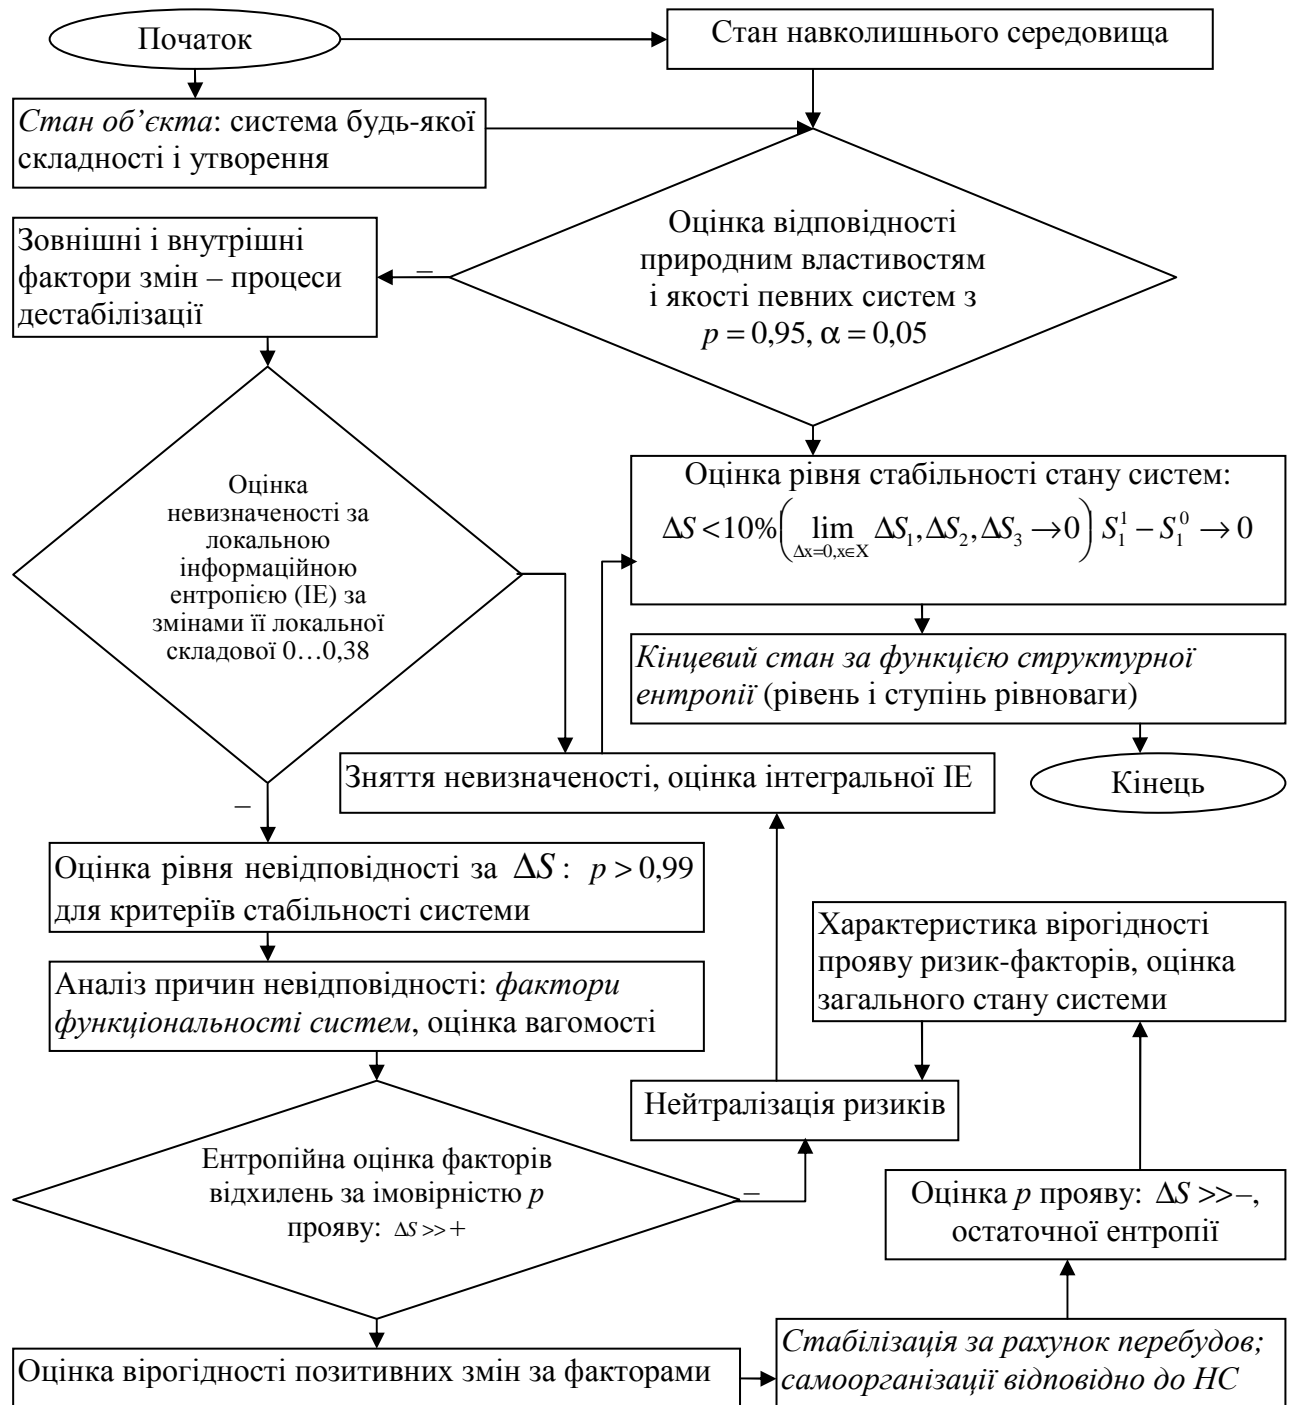 Початок
Стан навколишнього середовища
Стан об’єкта: система будь-якої
складності і утворення
Оцінка відповідності
природним властивостям
і якості певних систем з
p = 0,95, α = 0,05
–
Зовнішні і внутрішні
фактори змін – процеси
дестабілізації
Оцінка
невизначеності за
локальною
інформаційною
ентропією (ІЕ) за
змінами її локальної
складової 0…0,38
–
Оцінка рівня стабільності стану систем:
ΔS < 10% ( lim Δx=0,x∈X ΔS₁, ΔS₂, ΔS₃ → 0 ) S₁¹ – S₁⁰ → 0
Кінцевий стан за функцією структурної
ентропії (рівень і ступінь рівноваги)
Зняття невизначеності, оцінка інтегральної ІЕ
Кінець
Оцінка рівня невідповідності за ΔS : p > 0,99
для критеріїв стабільності системи
Характеристика вірогідності
прояву ризик-факторів, оцінка
загального стану системи
Аналіз причин невідповідності: фактори
функціональності систем, оцінка вагомості
Нейтралізація ризиків
Ентропійна оцінка факторів
відхилень за імовірністю p
прояву: ΔS >> +
–
Оцінка p прояву: ΔS >>–,
остаточної ентропії
Оцінка вірогідності позитивних змін за факторами
Стабілізація за рахунок перебудов;
самоорганізації відповідно до НС